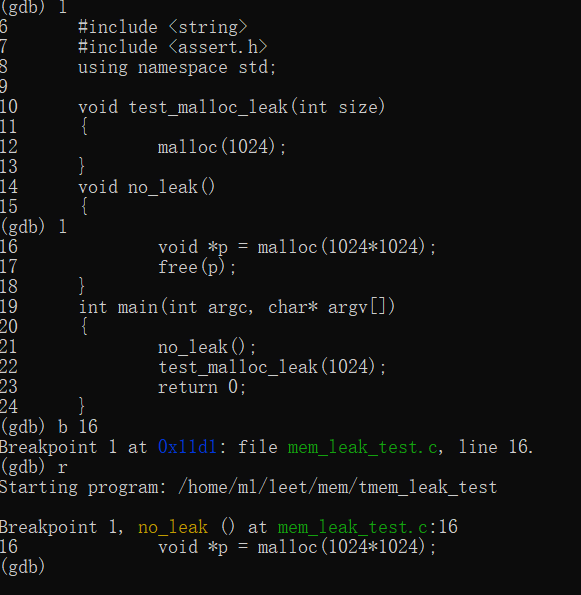 (gdb) l
6 #include <string>
7 #include <assert.h>
8 using namespace std;
9
10 void test_malloc_leak(int size)
11 {
12 malloc(1024);
13 }
14 void no_leak()
15 {
(gdb) l
16 void *p = malloc(1024*1024);
17 free(p);
18 }
19 int main(int argc, char* argv[])
20 {
21 no_leak();
22 test_malloc_leak(1024);
23 return 0;
24 }
(gdb) b 16
Breakpoint 1 at 0x11d1: file mem_leak_test.c, line 16.
(gdb) r
Starting program: /home/ml/leet/mem/tmem_leak_test
Breakpoint 1, no_leak () at mem_leak_test.c:16
16 void *p = malloc(1024*1024);
(gdb)